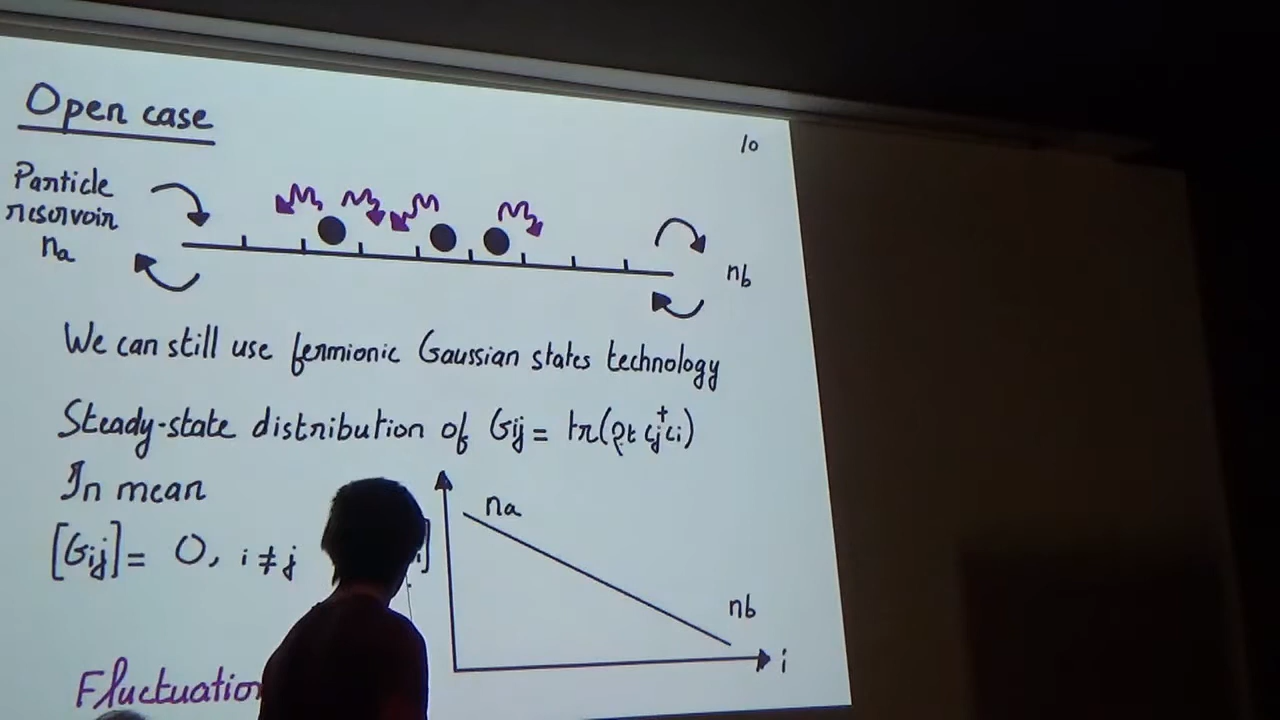 Open case
10
Particle
reservoir
na
nb
We can still use fermionic Gaussian states technology
Steady-state distribution of Gij = tr(ρt cj†ci)
In mean
[Gij] = 0, i ≠ j
na
nb
i
Fluctuation